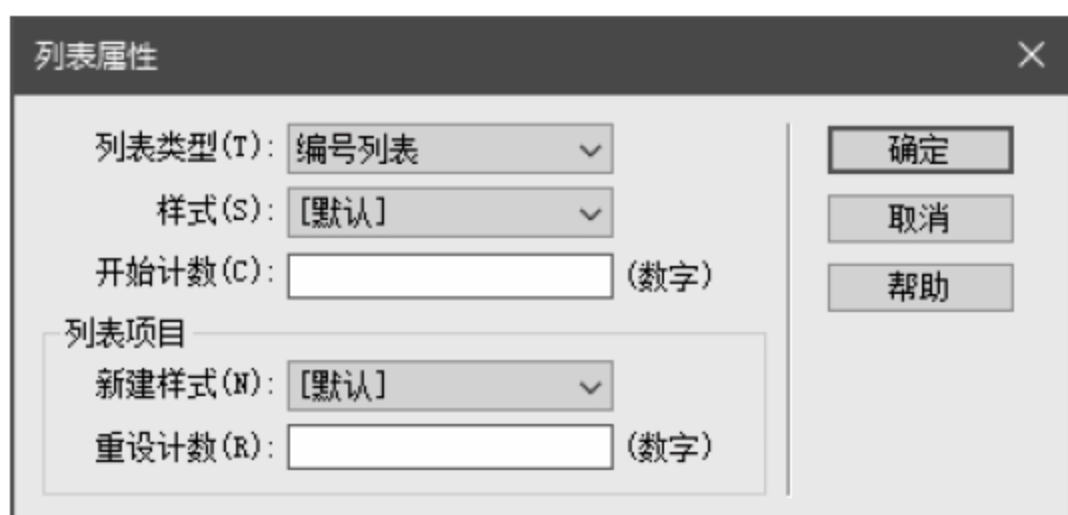 列表属性
列表类型(T): 编号列表 确定
样式(S): [默认] 取消
开始计数(C): (数字) 帮助
列表项目
新建样式(N): [默认]
重设计数(R): (数字)